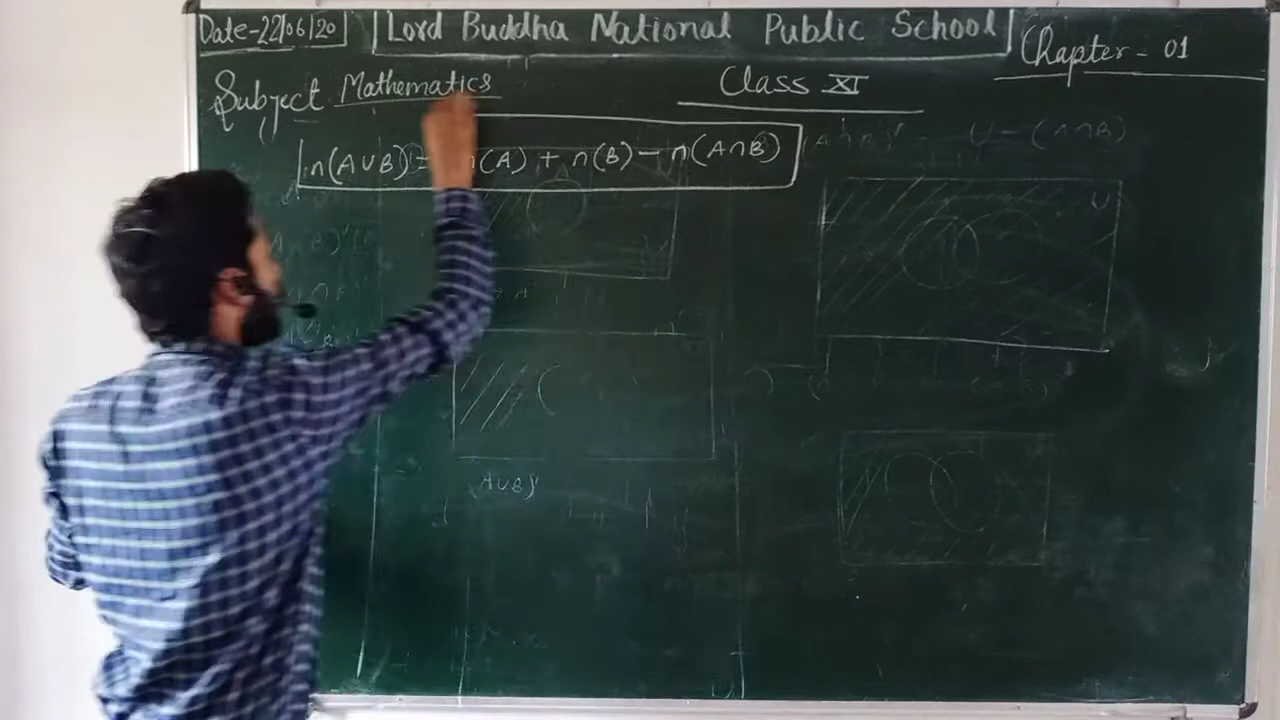 Date-22/06/20 Lord Buddha National Public School Chapter - 01
Subject Mathematics Class XI
n(A∪B) = n(A) + n(B) − n(A∩B)
U − (A∩B)
U
A∪B)'